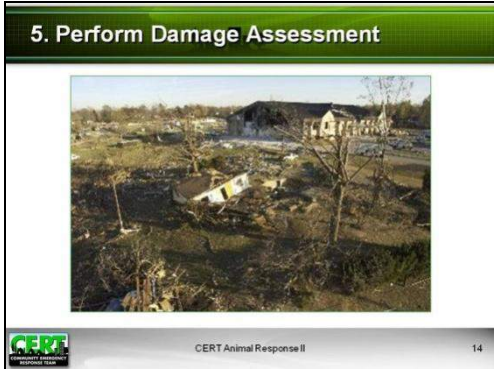 5. Perform Damage Assessment
CERT
COMMUNITY EMERGENCY
RESPONSE TEAM
CERT Animal Response II
14